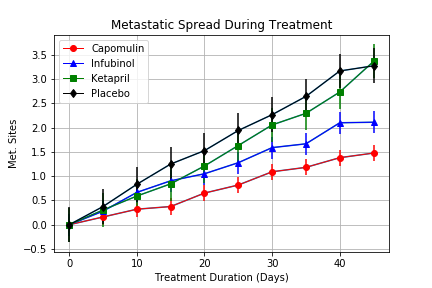 Metastatic Spread During Treatment
Capomulin
Infubinol
Ketapril
Placebo
Met. Sites
3.5
3.0
2.5
2.0
1.5
1.0
0.5
0.0
−0.5
0 10 20 30 40
Treatment Duration (Days)